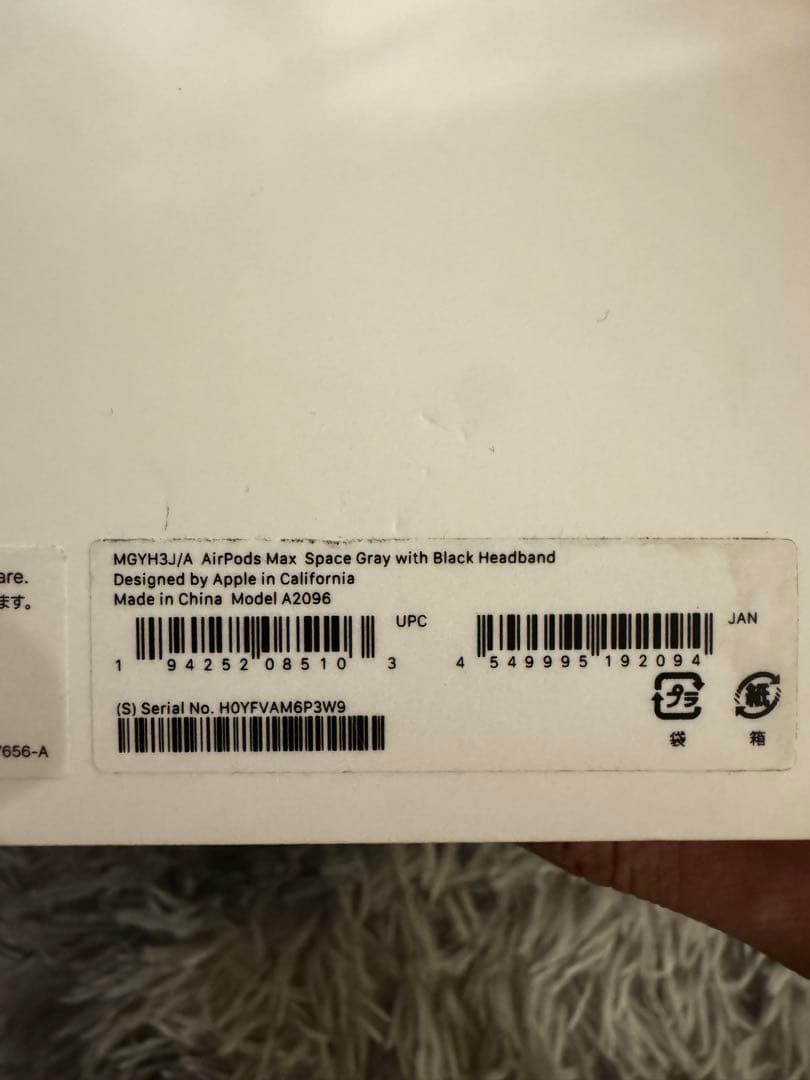 are.
ます。
656-A
MGYH3J/A AirPods Max Space Gray with Black Headband
Designed by Apple in California
Made in China Model A2096
UPC
1 94252 08510 3
JAN
4 549995 192094
(S) Serial No. H0YFVAM6P3W9
プラ
袋
紙
箱